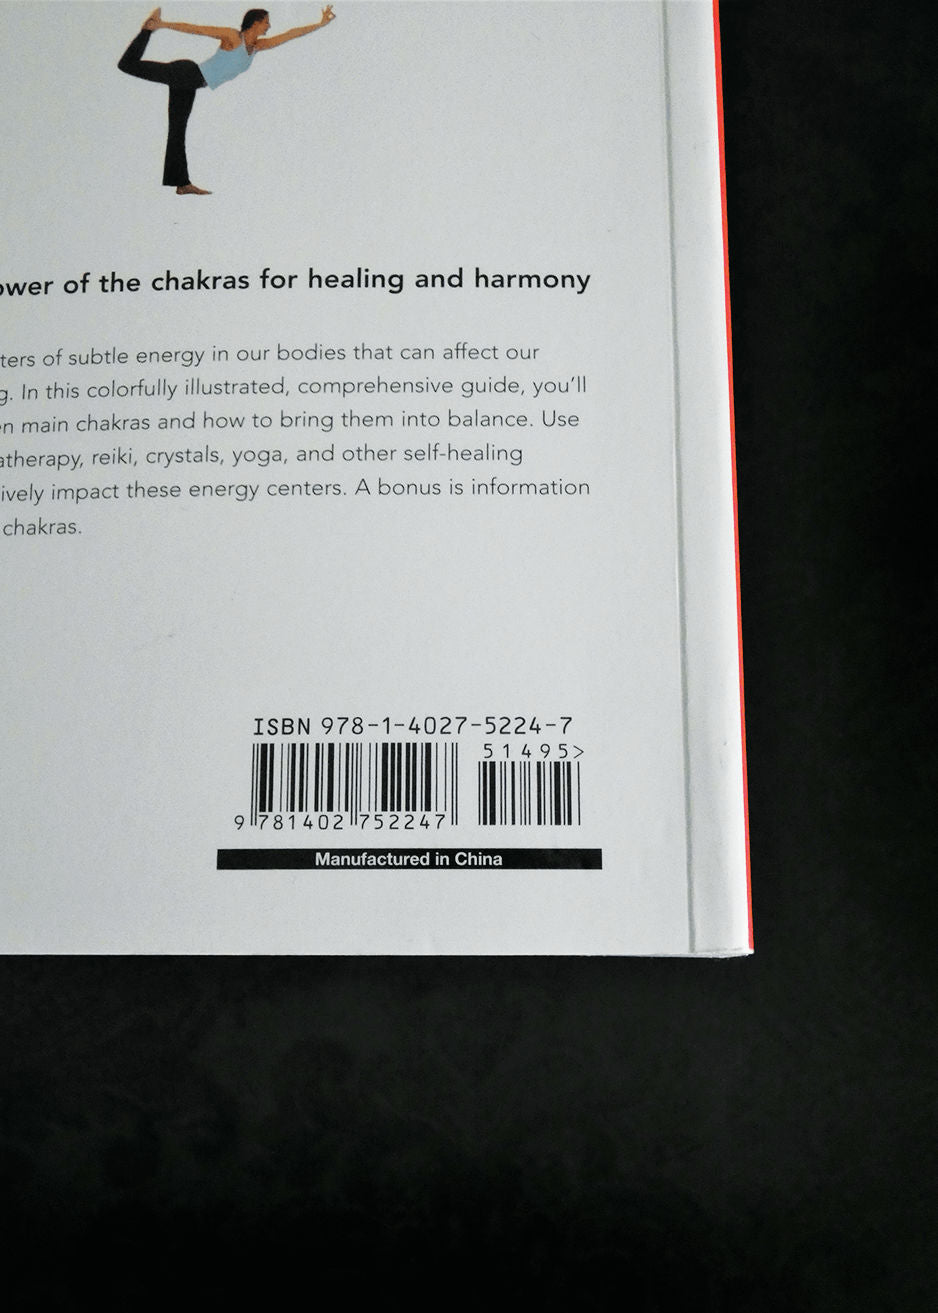 ower of the chakras for healing and harmony
ters of subtle energy in our bodies that can affect our
g. In this colorfully illustrated, comprehensive guide, you'll
n main chakras and how to bring them into balance. Use
atherapy, reiki, crystals, yoga, and other self-healing
ively impact these energy centers. A bonus is information
chakras.
ISBN 978-1-4027-5224-7
51495>
9 781402 752247
Manufactured in China